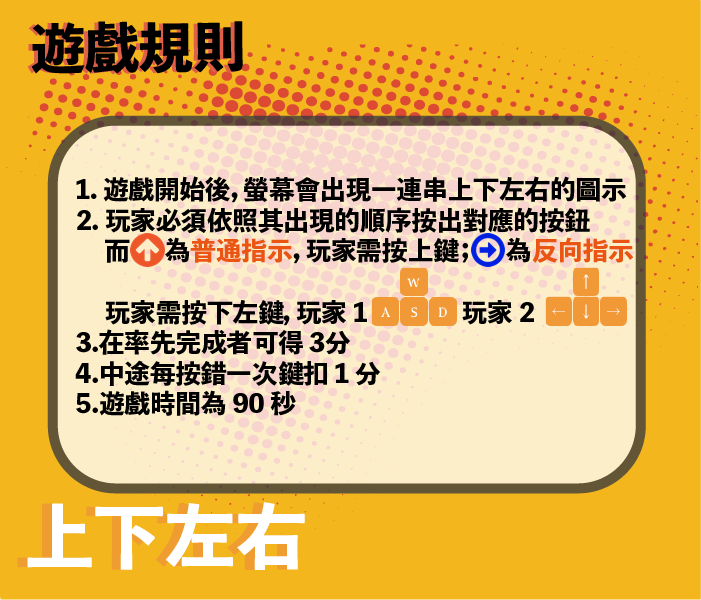 遊戲規則
1. 遊戲開始後, 螢幕會出現一連串上下左右的圖示
2. 玩家必須依照其出現的順序按出對應的按鈕
而↑為普通指示, 玩家需按上鍵; →為反向指示
W ↑
玩家需按下左鍵, 玩家 1 A S D 玩家 2 ← ↓ →
3.在率先完成者可得 3分
4.中途每按錯一次鍵扣 1 分
5.遊戲時間為 90 秒
上下左右